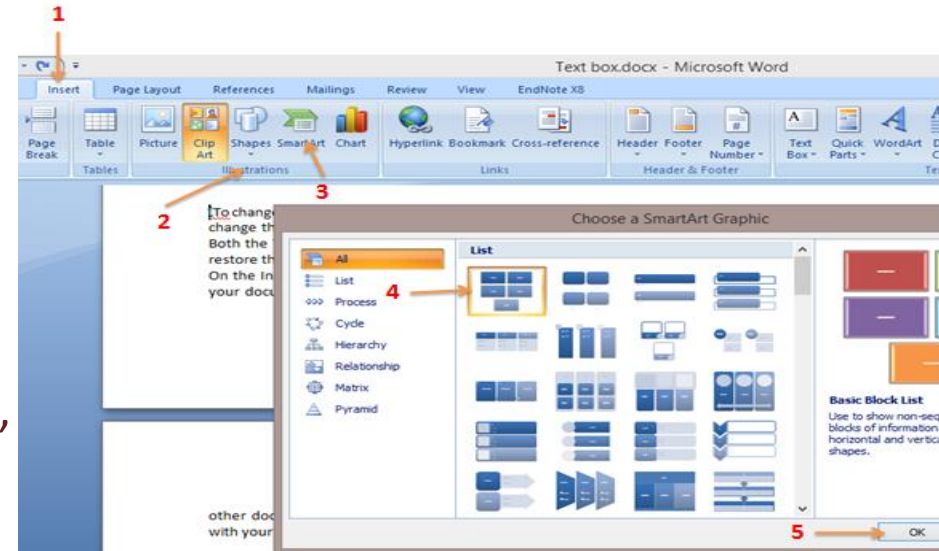 1
Text box.docx - Microsoft Word
Insert Page Layout References Mailings Review View EndNote X8
Page Break Table Picture Clip Art Shapes SmartArt Chart Hyperlink Bookmark Cross-reference Header Footer Page Number Text Box Quick Parts WordArt
Tables Illustrations Links Header & Footer
2
3
To change
change th
Both the
restore th
On the In
your docu
Choose a SmartArt Graphic
All
List
Process
Cycle
Hierarchy
Relationship
Matrix
Pyramid
List
4
Basic Block List
Use to show non-seq
blocks of information.
horizontal and vertica
shapes.
,
other doc
with your
5
OK